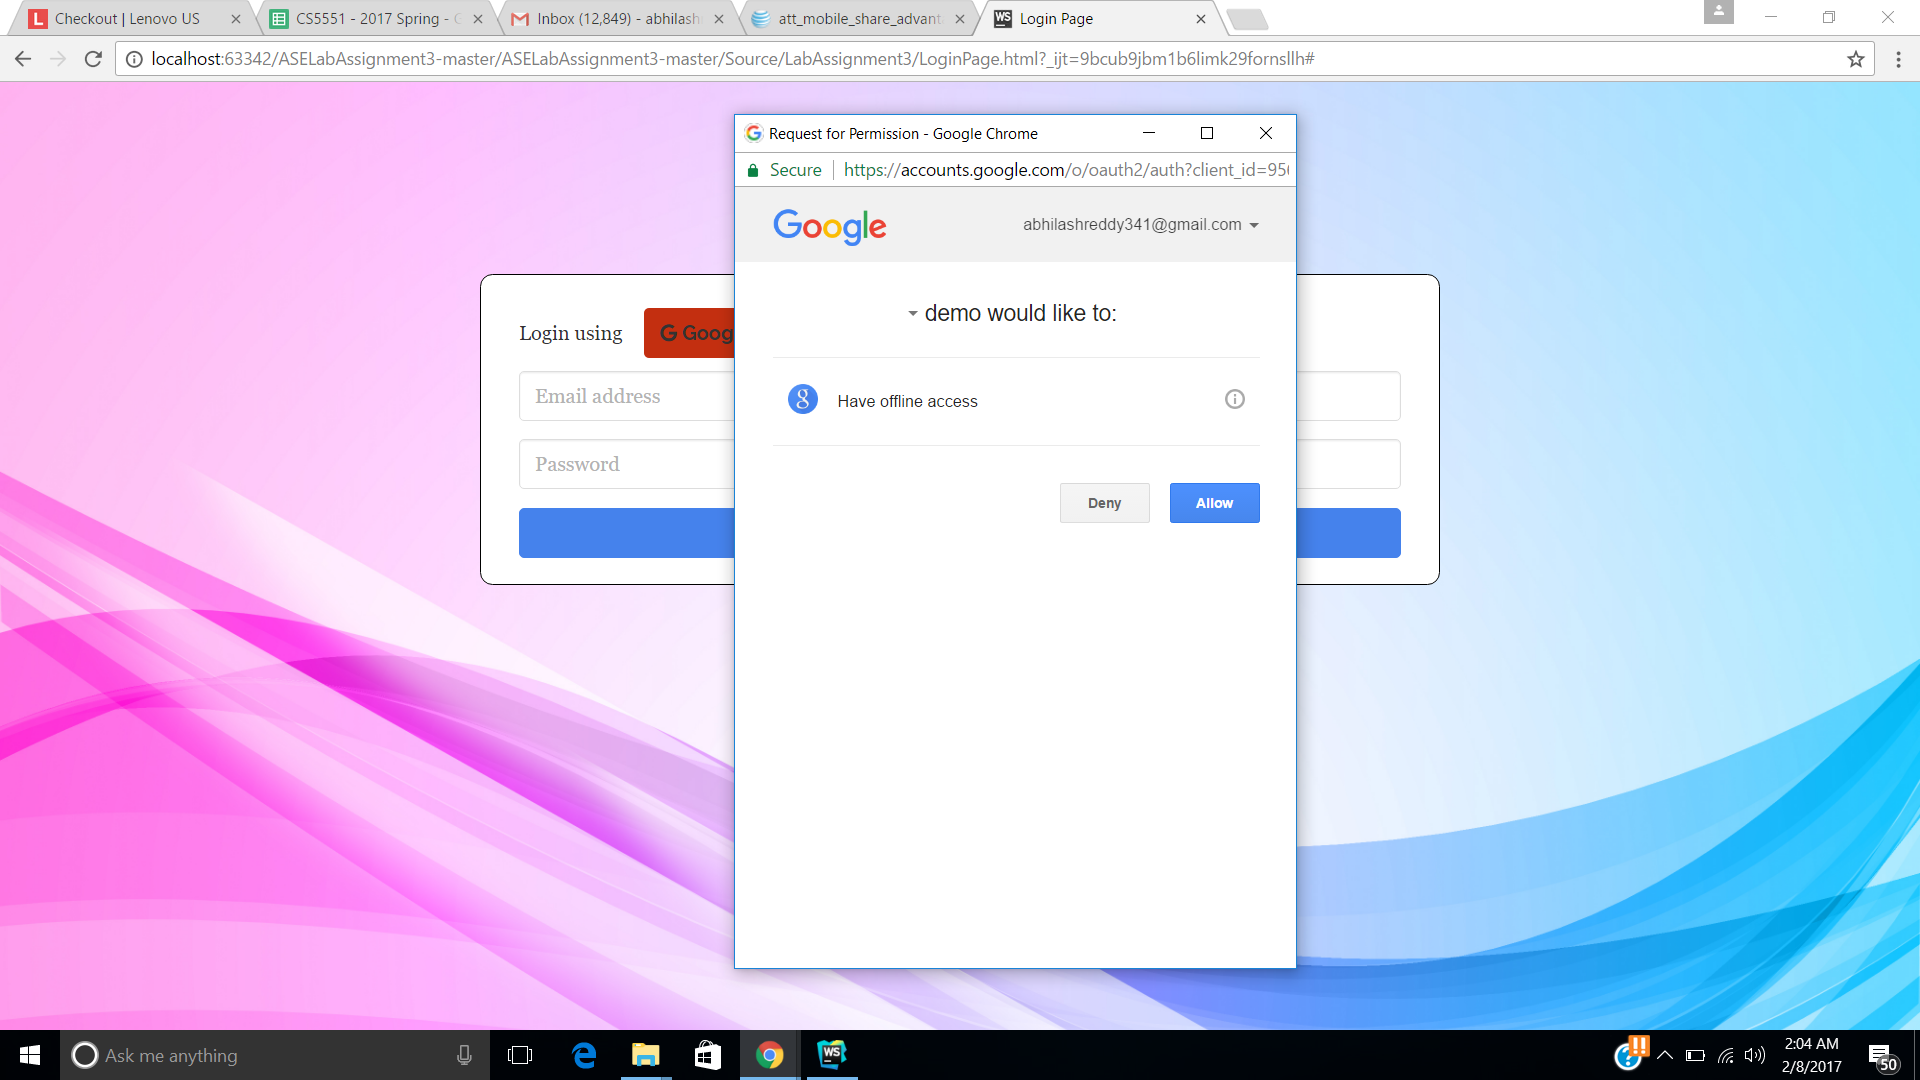 Checkout | Lenovo US
CS5551 - 2017 Spring -
Inbox (12,849) - abhilash
att_mobile_share_advant
WS Login Page
localhost:63342/ASELabAssignment3-master/ASELabAssignment3-master/Source/LabAssignment3/LoginPage.html?_ijt=9bcub9jbm1b6limk29fornsllh#
Request for Permission - Google Chrome
Secure https://accounts.google.com/o/oauth2/auth?client_id=95
Google abhilashreddy341@gmail.com
demo would like to:
Login using G Goog
Email address
Have offline access
Password
Deny Allow
Ask me anything
WS
2:04 AM
2/8/2017
50